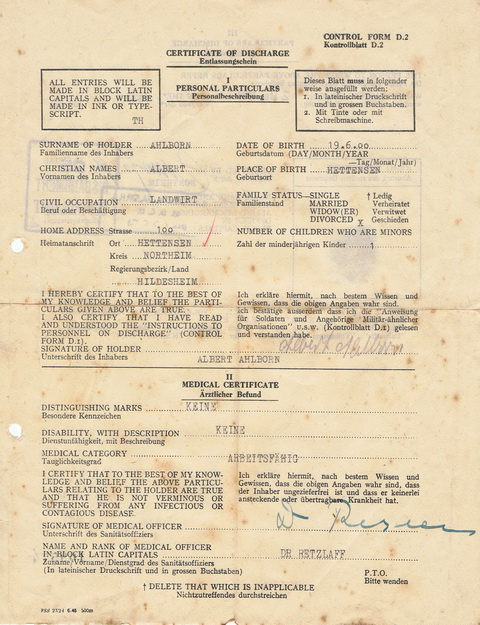 CONTROL FORM D.2
Kontrollblatt D.2
CERTIFICATE OF DISCHARGE
Entlassungschein
ALL ENTRIES WILL BE
MADE IN BLOCK LATIN
CAPITALS AND WILL BE
MADE IN INK OR TYPE-
SCRIPT.
TH
I
PERSONAL PARTICULARS
Personalbeschreibung
Dieses Blatt muss in folgender
weise ausgefüllt werden:
1. In lateinischer Druckschrift
und in grossen Buchstaben.
2. Mit Tinte oder mit
Schreibmaschine.
SURNAME OF HOLDER AHLBORN
Familienname des Inhabers
CHRISTIAN NAMES ALBERT
Vornamen des Inhabers
CIVIL OCCUPATION LANDWIRT
Beruf oder Beschäftigung
HOME ADDRESS Strasse 100
Heimatanschrift Ort HETTENSEN
Kreis NORTHEIM
Regierungsbezirk/Land
HILDESHEIM
DATE OF BIRTH 19.6.00
Geburtsdatum (DAY/MONTH/YEAR
—Tag/Monat/Jahr)
PLACE OF BIRTH HETTENSEN
Geburtsort
FAMILY STATUS—SINGLE † Ledig
Familienstand MARRIED Verheiratet
WIDOW(ER) Verwitwet
DIVORCED X Geschieden
NUMBER OF CHILDREN WHO ARE MINORS
Zahl der minderjährigen Kinder 1
I HEREBY CERTIFY THAT TO THE BEST OF
MY KNOWLEDGE AND BELIEF THE PARTI-
CULARS GIVEN ABOVE ARE TRUE.
I ALSO CERTIFY THAT I HAVE READ
AND UNDERSTOOD THE "INSTRUCTIONS TO
PERSONNEL ON DISCHARGE" (CONTROL
FORM D.1).
SIGNATURE OF HOLDER
Unterschrift des Inhabers
Ich erkläre hiermit, nach bestem Wissen und
Gewissen, dass die obigen Angaben wahr sind.
Ich bestätige ausserdem dass ich die "Anweisung
für Soldaten und Angehörige Militär-ähnlicher
Organisationen" u.s.w. (Kontrollblatt D.1) gelesen
und verstanden habe.
Albert Ahlborn
ALBERT AHLBORN
II
MEDICAL CERTIFICATE
Ärztlicher Befund
DISTINGUISHING MARKS KEINE
Besondere Kennzeichen
DISABILITY, WITH DESCRIPTION KEINE
Dienstunfähigkeit, mit Beschreibung
MEDICAL CATEGORY ARBEITSFÄHIG
Tauglichkeitsgrad
I CERTIFY THAT TO THE BEST OF MY KNOW-
LEDGE AND BELIEF THE ABOVE PARTICU-
LARS RELATING TO THE HOLDER ARE TRUE
AND THAT HE IS NOT VERMINOUS OR
SUFFERING FROM ANY INFECTIOUS OR
CONTAGIOUS DISEASE.
Ich erkläre hiermit, nach bestem Wissen und
Gewissen, dass die obigen Angaben wahr sind, dass
der Inhaber ungezieferfrei ist und dass er keinerlei
ansteckende oder übertragbare Krankheit hat.
SIGNATURE OF MEDICAL OFFICER
Unterschrift des Sanitätsoffiziers
NAME AND RANK OF MEDICAL OFFICER
IN BLOCK LATIN CAPITALS DR HETZLAFF
Zuname/Vorname/Dienstgrad des Sanitätsoffiziers
(In lateinischer Druckschrift und in grossen Buchstaben)
P.T.O.
Bitte wenden
† DELETE THAT WHICH IS INAPPLICABLE
Nichtzutreffendes durchstreichen
PSS 2724 6.45 500m